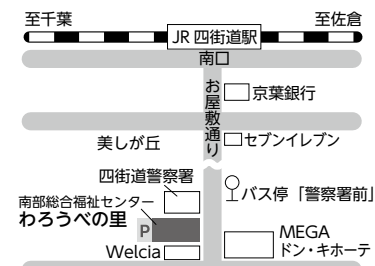 至千葉
至佐倉
JR 四街道駅
南口
お屋敷通り
京葉銀行
美しが丘
セブンイレブン
四街道警察署
バス停「警察署前」
南部総合福祉センター
わろうべの里
P
MEGA
ドン・キホーテ
Welcia